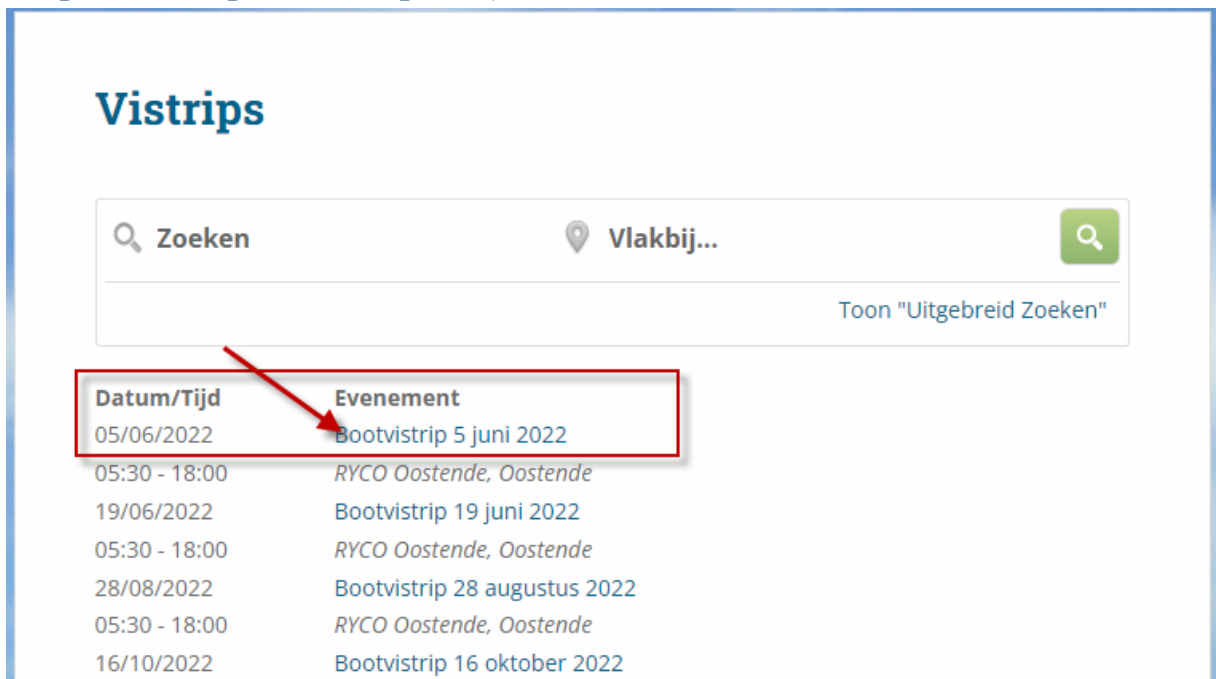 Vistrips
Zoeken Vlakbij...
Toon "Uitgebreid Zoeken"
Datum/Tijd Evenement
05/06/2022 Bootvistrip 5 juni 2022
05:30 - 18:00 RYCO Oostende, Oostende
19/06/2022 Bootvistrip 19 juni 2022
05:30 - 18:00 RYCO Oostende, Oostende
28/08/2022 Bootvistrip 28 augustus 2022
05:30 - 18:00 RYCO Oostende, Oostende
16/10/2022 Bootvistrip 16 oktober 2022